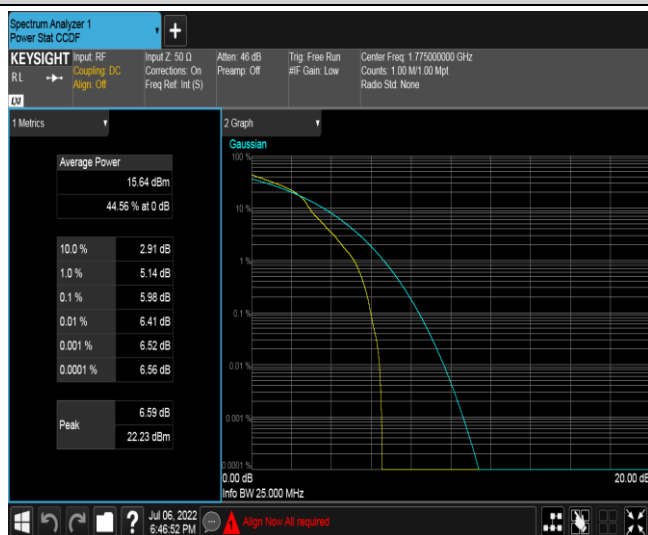 Spectrum Analyzer 1
Power Stat CCDF
+
KEYSIGHT
RL
LXI
Input: RF
Coupling: DC
Align: Off
Input Z: 50 Ω
Corrections: On
Freq Ref: Int (S)
Atten: 46 dB
Preamp: Off
Trig: Free Run
#IF Gain: Low
Center Freq: 1.775000000 GHz
Counts: 1.00 M/1.00 Mpt
Radio Std: None
1 Metrics
Average Power
15.64 dBm
44.56 % at 0 dB
10.0 % 2.91 dB
1.0 % 5.14 dB
0.1 % 5.98 dB
0.01 % 6.41 dB
0.001 % 6.52 dB
0.0001 % 6.56 dB
Peak 6.59 dB
22.23 dBm
2 Graph
Gaussian
100 %
10 %
1 %
0.1 %
0.01 %
0.001 %
0.0001 %
0.00 dB 20.00 dB
Info BW 25.000 MHz
?
Jul 06, 2022
6:46:52 PM
Align Now All required